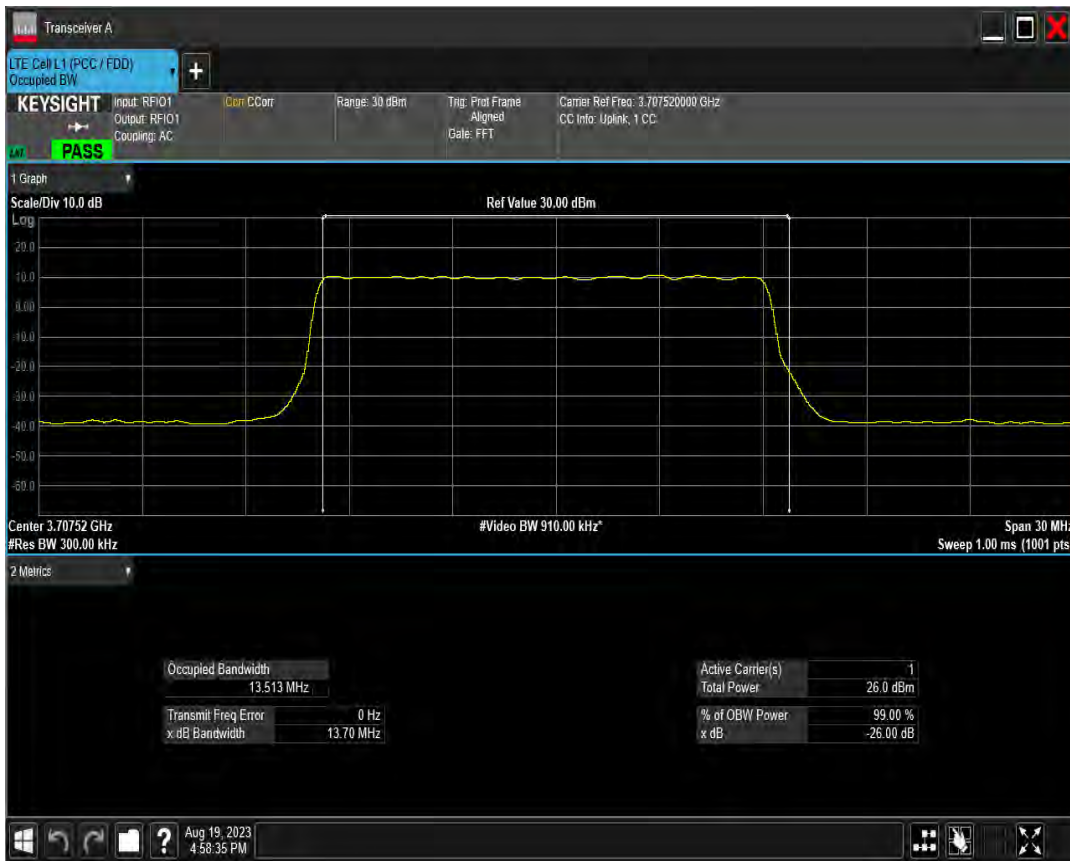 Transceiver A
LTE Cell L1 (PCC / FDD)
Occupied BW
+
KEYSIGHT
Input: RFIO1
Output: RFIO1
Coupling: AC
Corr CCorr
Range: 30 dBm
Trig: Prot Frame
Aligned
Gate: FFT
Carrier Ref Freq: 3.707520000 GHz
CC Info: Uplink, 1 CC
PASS
1 Graph
Scale/Div 10.0 dB
Ref Value 30.00 dBm
Log
20.0
10.0
0.00
-10.0
-20.0
-30.0
-40.0
-50.0
-60.0
Center 3.70752 GHz
#Video BW 910.00 kHz*
Span 30 MHz
#Res BW 300.00 kHz
Sweep 1.00 ms (1001 pts
2 Metrics
Occupied Bandwidth
13.513 MHz
Transmit Freq Error 0 Hz
x dB Bandwidth 13.70 MHz
Active Carrier(s) 1
Total Power 26.0 dBm
% of OBW Power 99.00 %
x dB -26.00 dB
?
Aug 19, 2023
4:58:35 PM